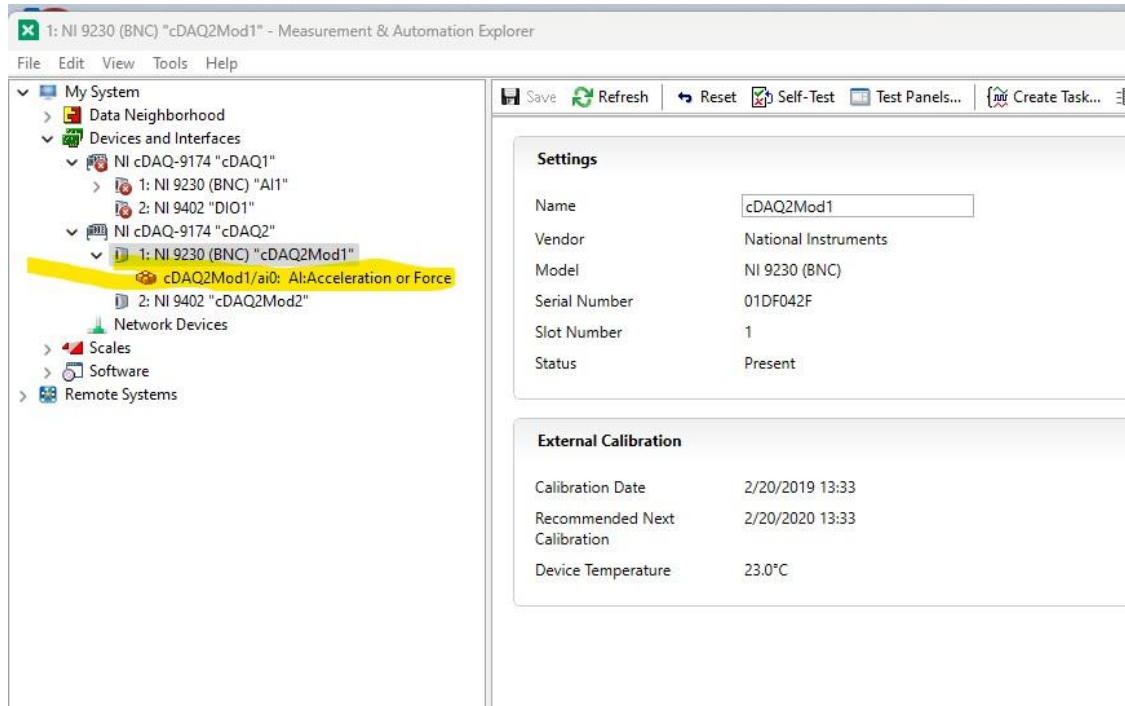 1: NI 9230 (BNC) "cDAQ2Mod1" - Measurement & Automation Explorer
File Edit View Tools Help
My System
Data Neighborhood
Devices and Interfaces
NI cDAQ-9174 "cDAQ1"
1: NI 9230 (BNC) "AI1"
2: NI 9402 "DIO1"
NI cDAQ-9174 "cDAQ2"
1: NI 9230 (BNC) "cDAQ2Mod1"
cDAQ2Mod1/ai0: AI:Acceleration or Force
2: NI 9402 "cDAQ2Mod2"
Network Devices
Scales
Software
Remote Systems
Save Refresh Reset Self-Test Test Panels... Create Task...
Settings
Name cDAQ2Mod1
Vendor National Instruments
Model NI 9230 (BNC)
Serial Number 01DF042F
Slot Number 1
Status Present
External Calibration
Calibration Date 2/20/2019 13:33
Recommended Next 2/20/2020 13:33
Calibration
Device Temperature 23.0°C